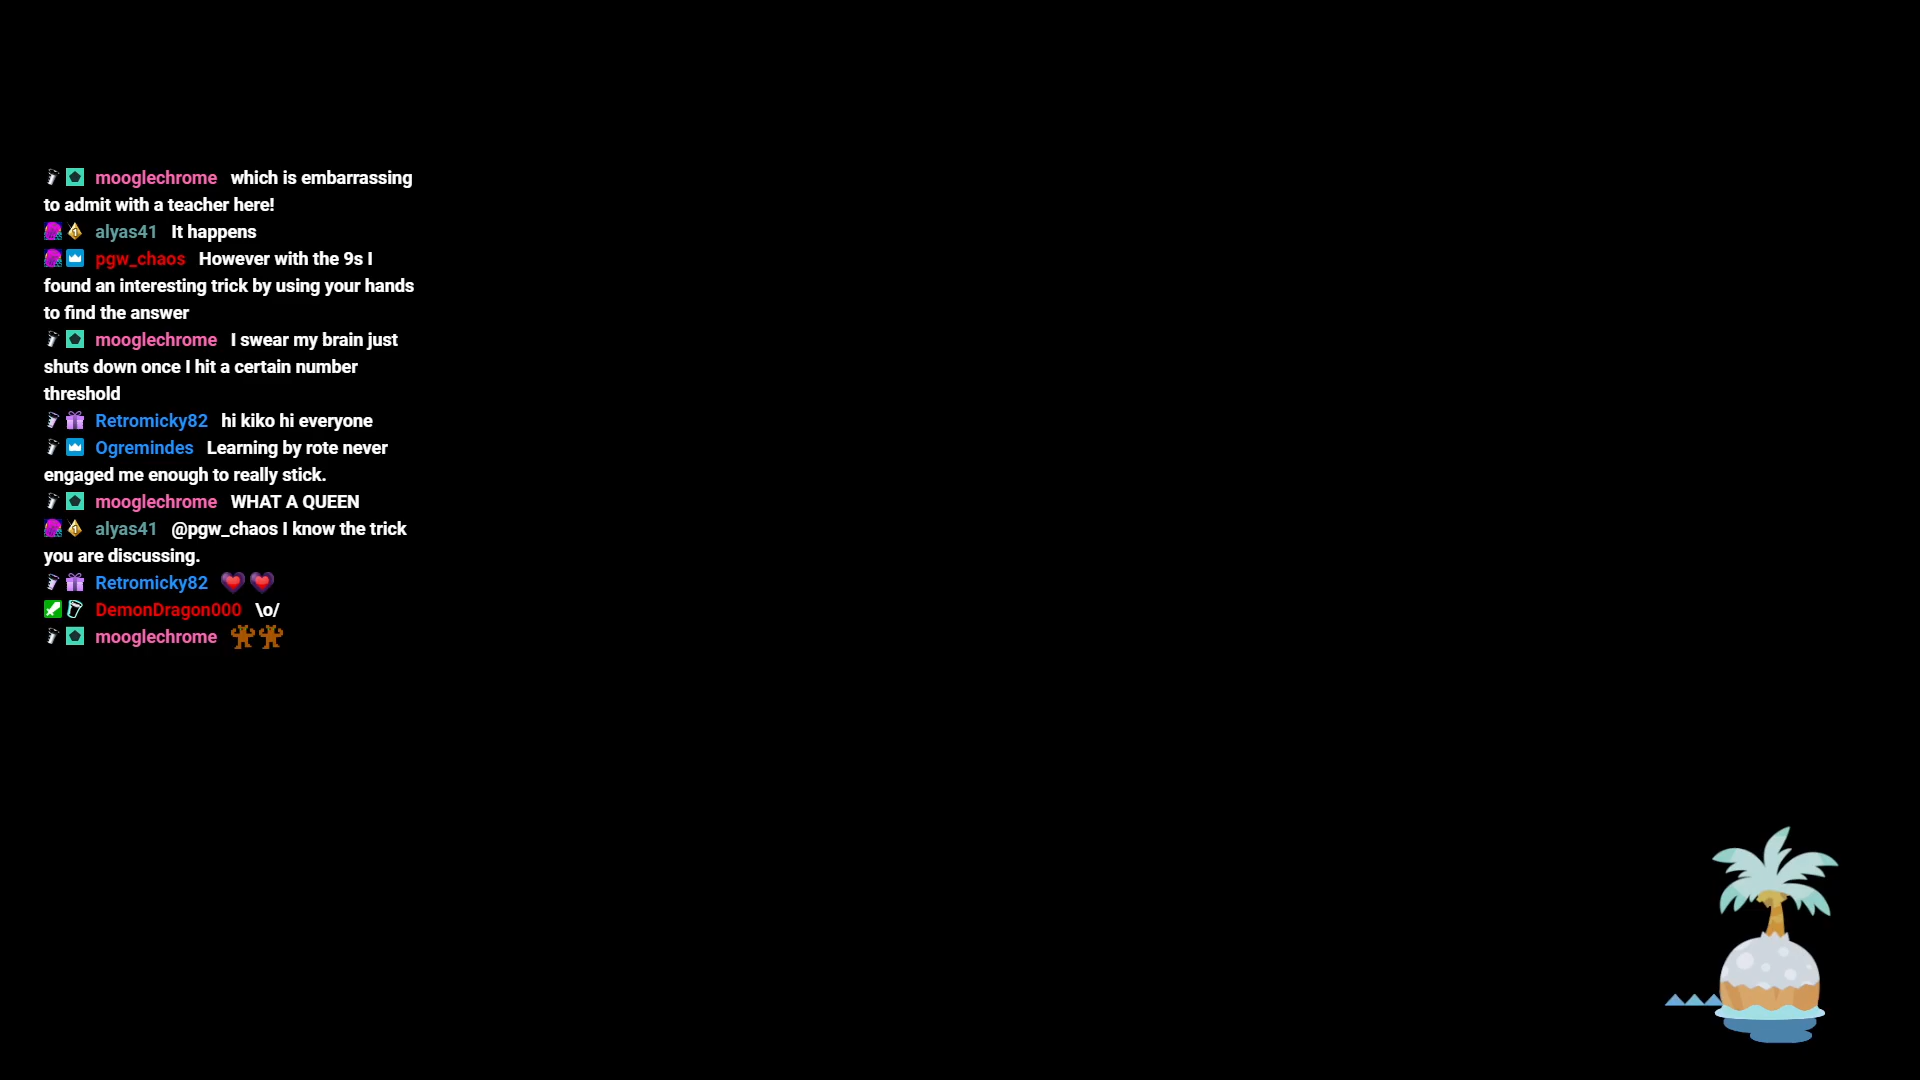 mooglechrome which is embarrassing
to admit with a teacher here!
alyas41 It happens
pgw_chaos However with the 9s I
found an interesting trick by using your hands
to find the answer
mooglechrome I swear my brain just
shuts down once I hit a certain number
threshold
Retromicky82 hi kiko hi everyone
Ogremindes Learning by rote never
engaged me enough to really stick.
mooglechrome WHAT A QUEEN
alyas41 @pgw_chaos I know the trick
you are discussing.
Retromicky82
DemonDragon000 \o/
mooglechrome